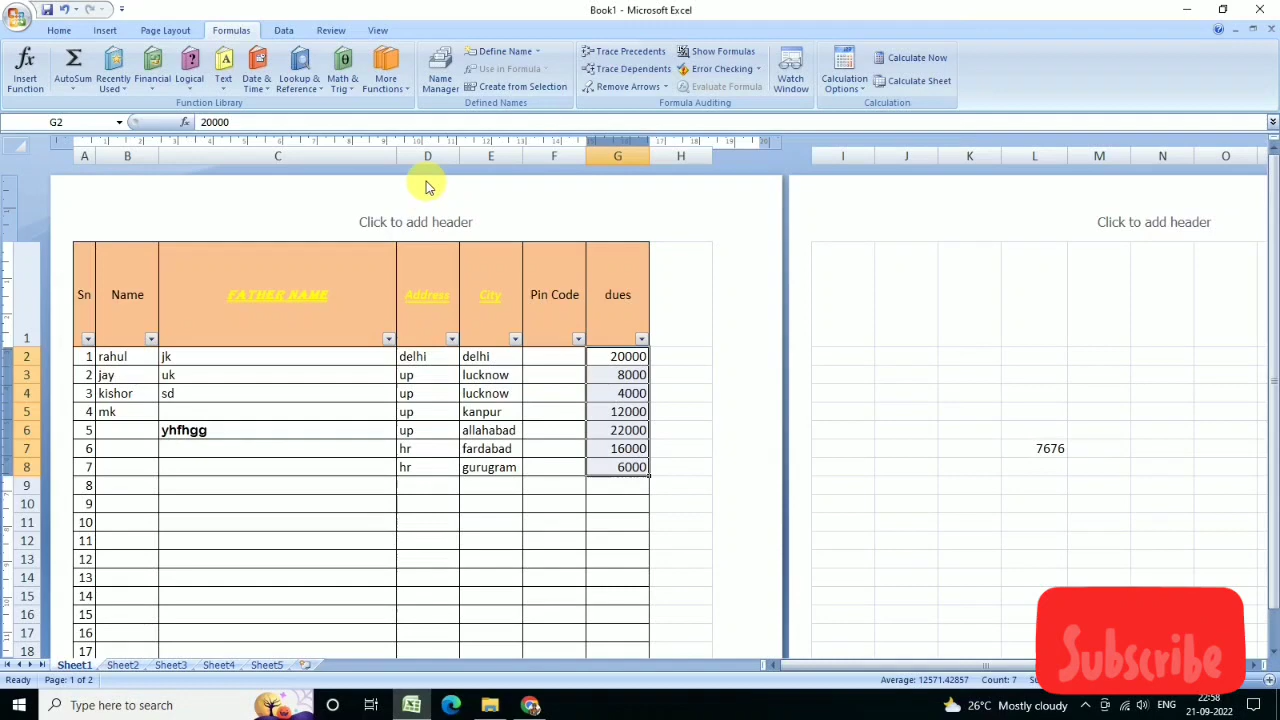 Book1 - Microsoft Excel
Home Insert Page Layout Formulas Data Review View
Insert Function
AutoSum
Recently Used
Financial
Logical
Text
Date & Time
Lookup & Reference
Math & Trig
More Functions
Function Library
Name Manager
Define Name
Use in Formula
Create from Selection
Defined Names
Trace Precedents
Trace Dependents
Remove Arrows
Show Formulas
Error Checking
Evaluate Formula
Formula Auditing
Watch Window
Calculation Options
Calculate Now
Calculate Sheet
Calculation
G2 fx 20000
A B C D E F G H I J K L M N O
Click to add header Click to add header
1 Sn Name FATHER NAME Address City Pin Code dues
2 1 rahul jk delhi delhi 20000
3 2 jay uk up lucknow 8000
4 3 kishor sd up lucknow 4000
5 4 mk up kanpur 12000
6 5 yhfhgg up allahabad 22000
7 6 hr fardabad 16000 7676
8 7 hr gurugram 6000
9 8
10 9
11 10
12 11
13 12
14 13
15 14
16 15
17 16
18 17
Subscribe
Sheet1 Sheet2 Sheet3 Sheet4 Sheet5
Ready Page: 1 of 2 Average: 12571.42857 Count: 7
Type here to search 26°C Mostly cloudy ENG 22:58
21-09-2022